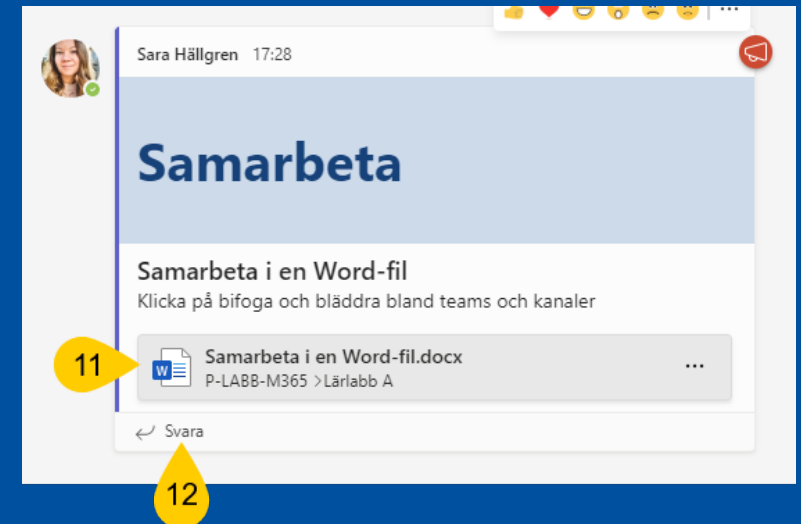 Sara Hällgren 17:28
Samarbeta
Samarbeta i en Word-fil
Klicka på bifoga och bläddra bland teams och kanaler
11
W
Samarbeta i en Word-fil.docx
...
P-LABB-M365 >Lärlabb A
Svara
12